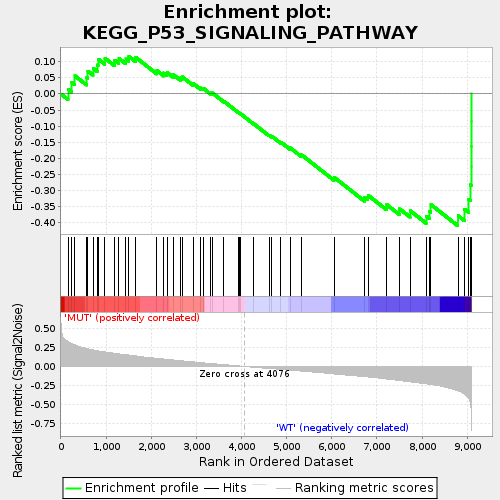 Enrichment plot:
KEGG_P53_SIGNALING_PATHWAY
Enrichment score (ES)
0.10
0.05
0.00
-0.05
-0.10
-0.15
-0.20
-0.25
-0.30
-0.35
-0.40
Ranked list metric (Signal2Noise)
'MUT' (positively correlated)
0.50
0.25
0.00
-0.25
-0.50
-0.75
Zero cross at 4076
'WT' (negatively correlated)
0 1,000 2,000 3,000 4,000 5,000 6,000 7,000 8,000 9,000
Rank in Ordered Dataset
Enrichment profile Hits Ranking metric scores